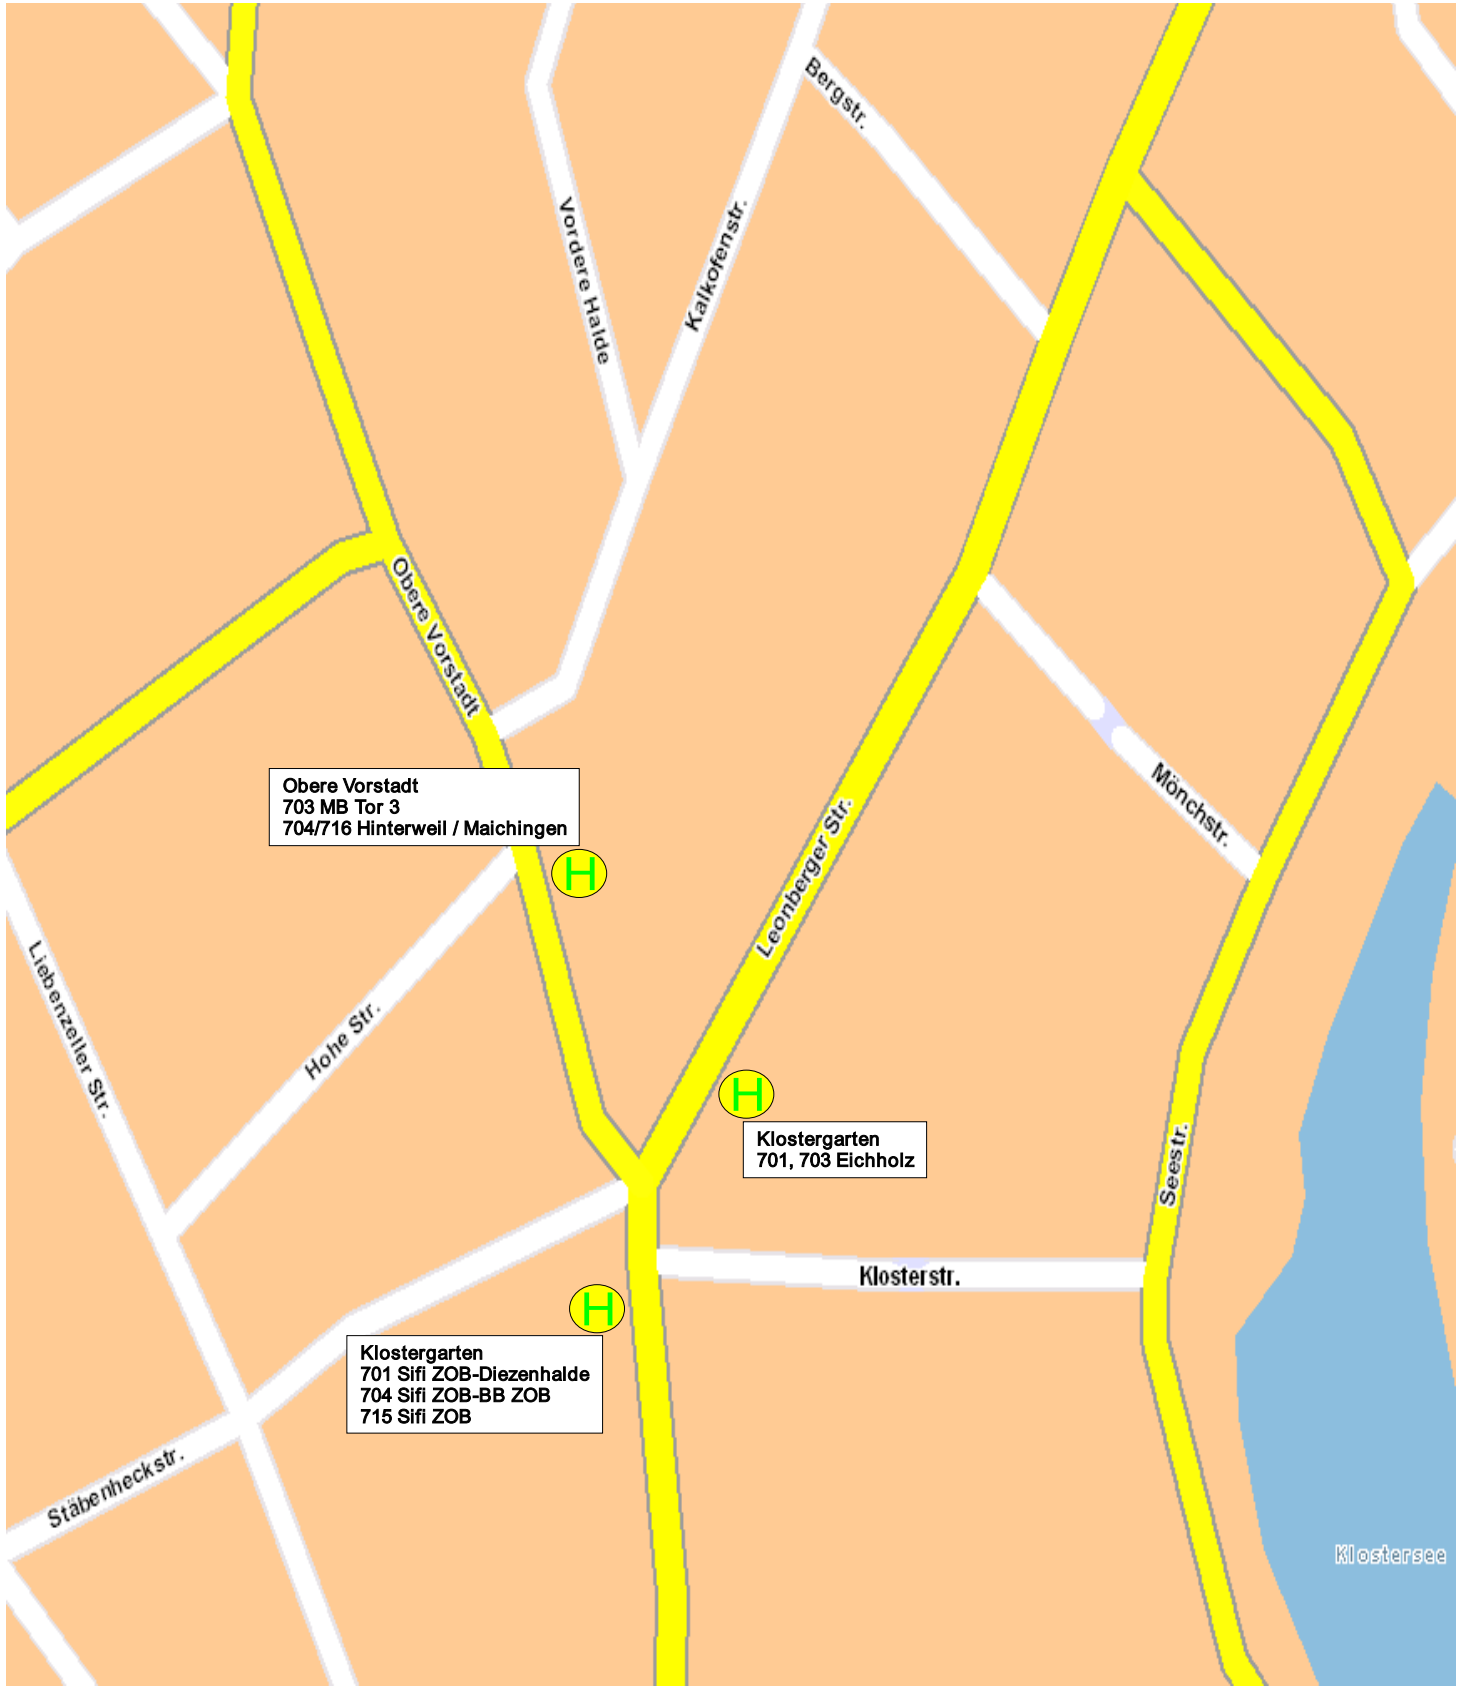 Bergstr.
Vordere Halde
Kalkofenstr.
Obere Vorstadt
Obere Vorstadt
703 MB Tor 3
704/716 Hinterweil / Maichingen
H
Mönchstr.
Leonberger Str.
Liebenzeller Str.
Hohe Str.
H
Klostergarten
701, 703 Eichholz
Seestr.
Klosterstr.
H
Klostergarten
701 Sifi ZOB-Diezenhalde
704 Sifi ZOB-BB ZOB
715 Sifi ZOB
Stäbenheckstr.
Klostersee